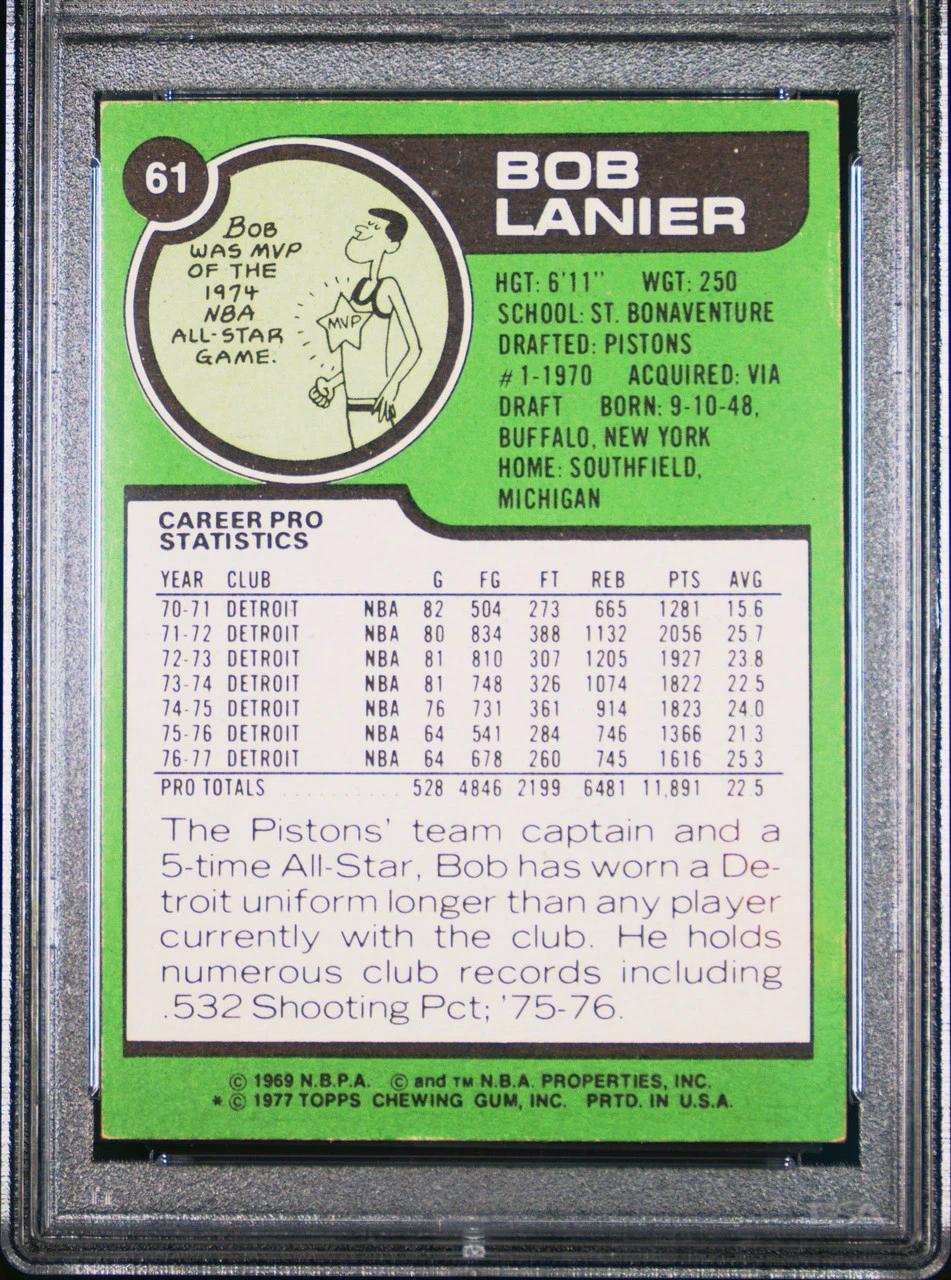 61
BOB
LANIER
BOB
WAS MVP
OF THE
1974
NBA
ALL-STAR
GAME.
MVP
HGT: 6'11" WGT: 250
SCHOOL: ST. BONAVENTURE
DRAFTED: PISTONS
#1-1970 ACQUIRED: VIA
DRAFT BORN: 9-10-48,
BUFFALO, NEW YORK
HOME: SOUTHFIELD,
MICHIGAN
CAREER PRO
STATISTICS
YEAR CLUB G FG FT REB PTS AVG
70-71 DETROIT NBA 82 504 273 665 1281 15.6
71-72 DETROIT NBA 80 834 388 1132 2056 25.7
72-73 DETROIT NBA 81 810 307 1205 1927 23.8
73-74 DETROIT NBA 81 748 326 1074 1822 22.5
74-75 DETROIT NBA 76 731 361 914 1823 24.0
75-76 DETROIT NBA 64 541 284 746 1366 21.3
76-77 DETROIT NBA 64 678 260 745 1616 25.3
PRO TOTALS 528 4846 2199 6481 11,891 22.5
The Pistons' team captain and a
5-time All-Star, Bob has worn a De-
troit uniform longer than any player
currently with the club. He holds
numerous club records including
.532 Shooting Pct; '75-76.
© 1969 N.B.P.A. © and TM N.B.A. PROPERTIES, INC.
* © 1977 TOPPS CHEWING GUM, INC. PRTD. IN U.S.A.
PSA